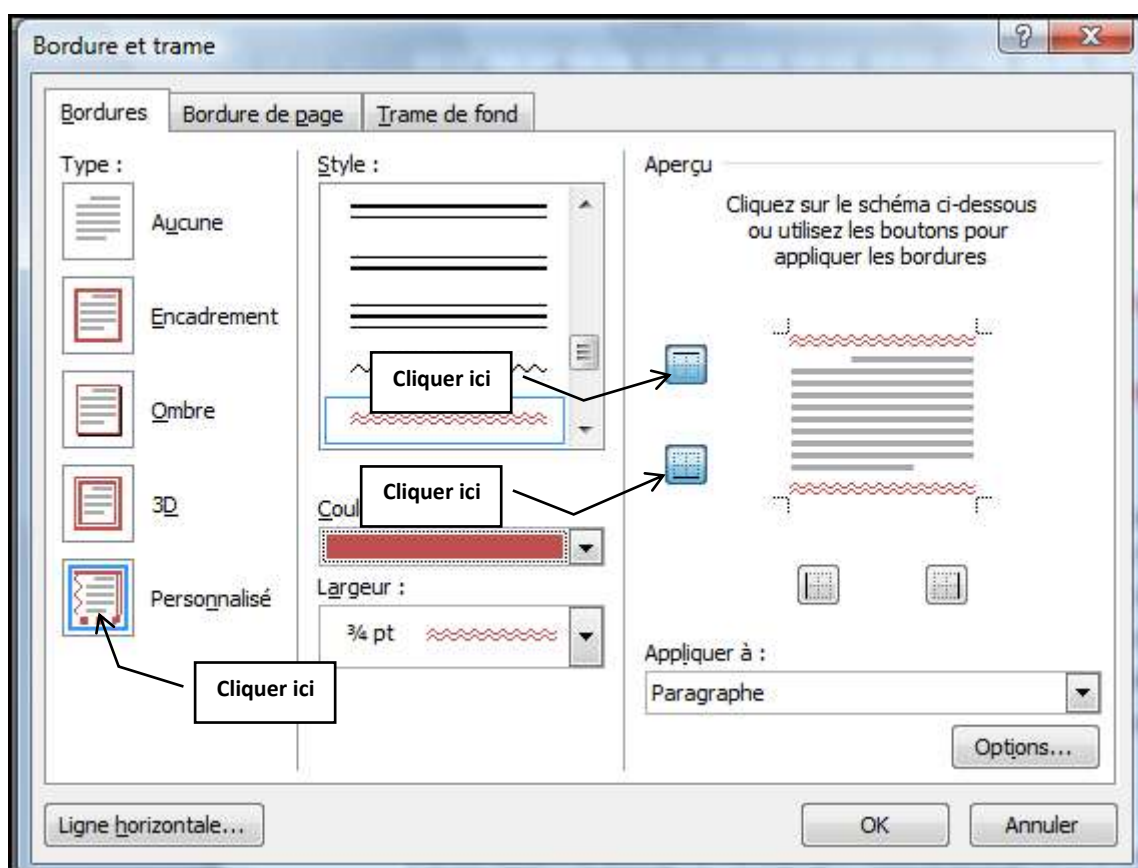 Bordure et trame
Bordures
Bordure de page
Trame de fond
Type :
Aucune
Encadrement
Ombre
3D
Personnalisé
Cliquer ici
Style :
Cliquer ici
Cliquer ici
Coul
Largeur :
¾ pt
Aperçu
Cliquez sur le schéma ci-dessous
ou utilisez les boutons pour
appliquer les bordures
Appliquer à :
Paragraphe
Options...
Ligne horizontale...
OK
Annuler